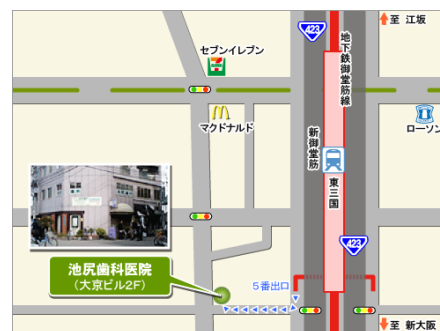 423
至 江坂
地下鉄御堂筋線
セブンイレブン
マクドナルド
ローソン
新御堂筋
東三国
423
池尻歯科医院
(大京ビル2F)
5番出口
至 新大阪